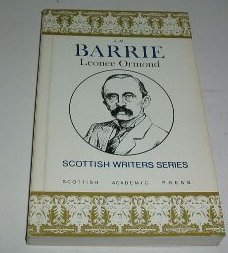 J. M.
BARRIE
Leonee Ormond
SCOTTISH WRITERS SERIES
SCOTTISH ACADEMIC PRESS